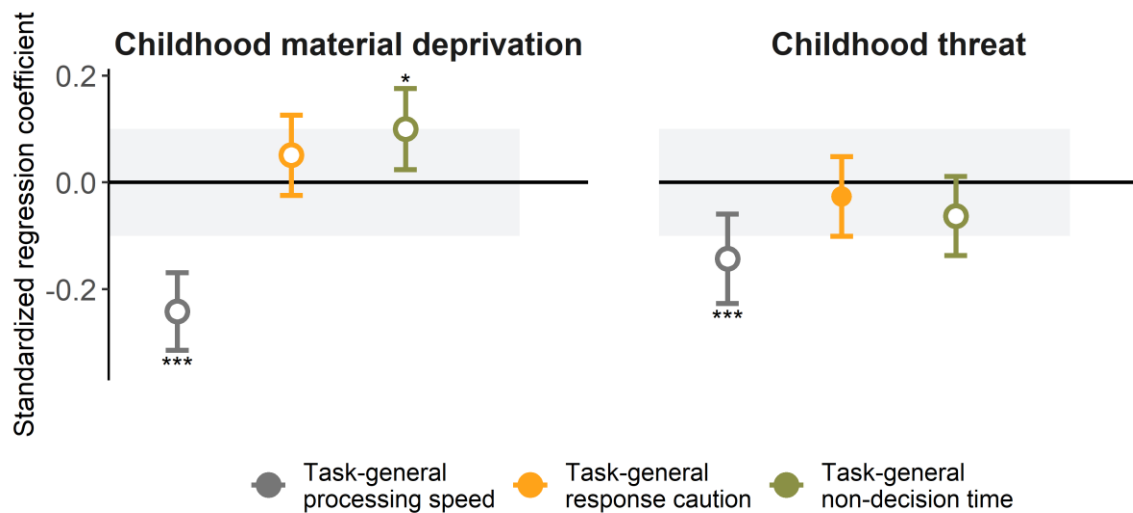 Childhood material deprivation
Childhood threat
Standardized regression coefficient
0.2
0.0
-0.2
*
***
***
Task-general
processing speed
Task-general
response caution
Task-general
non-decision time